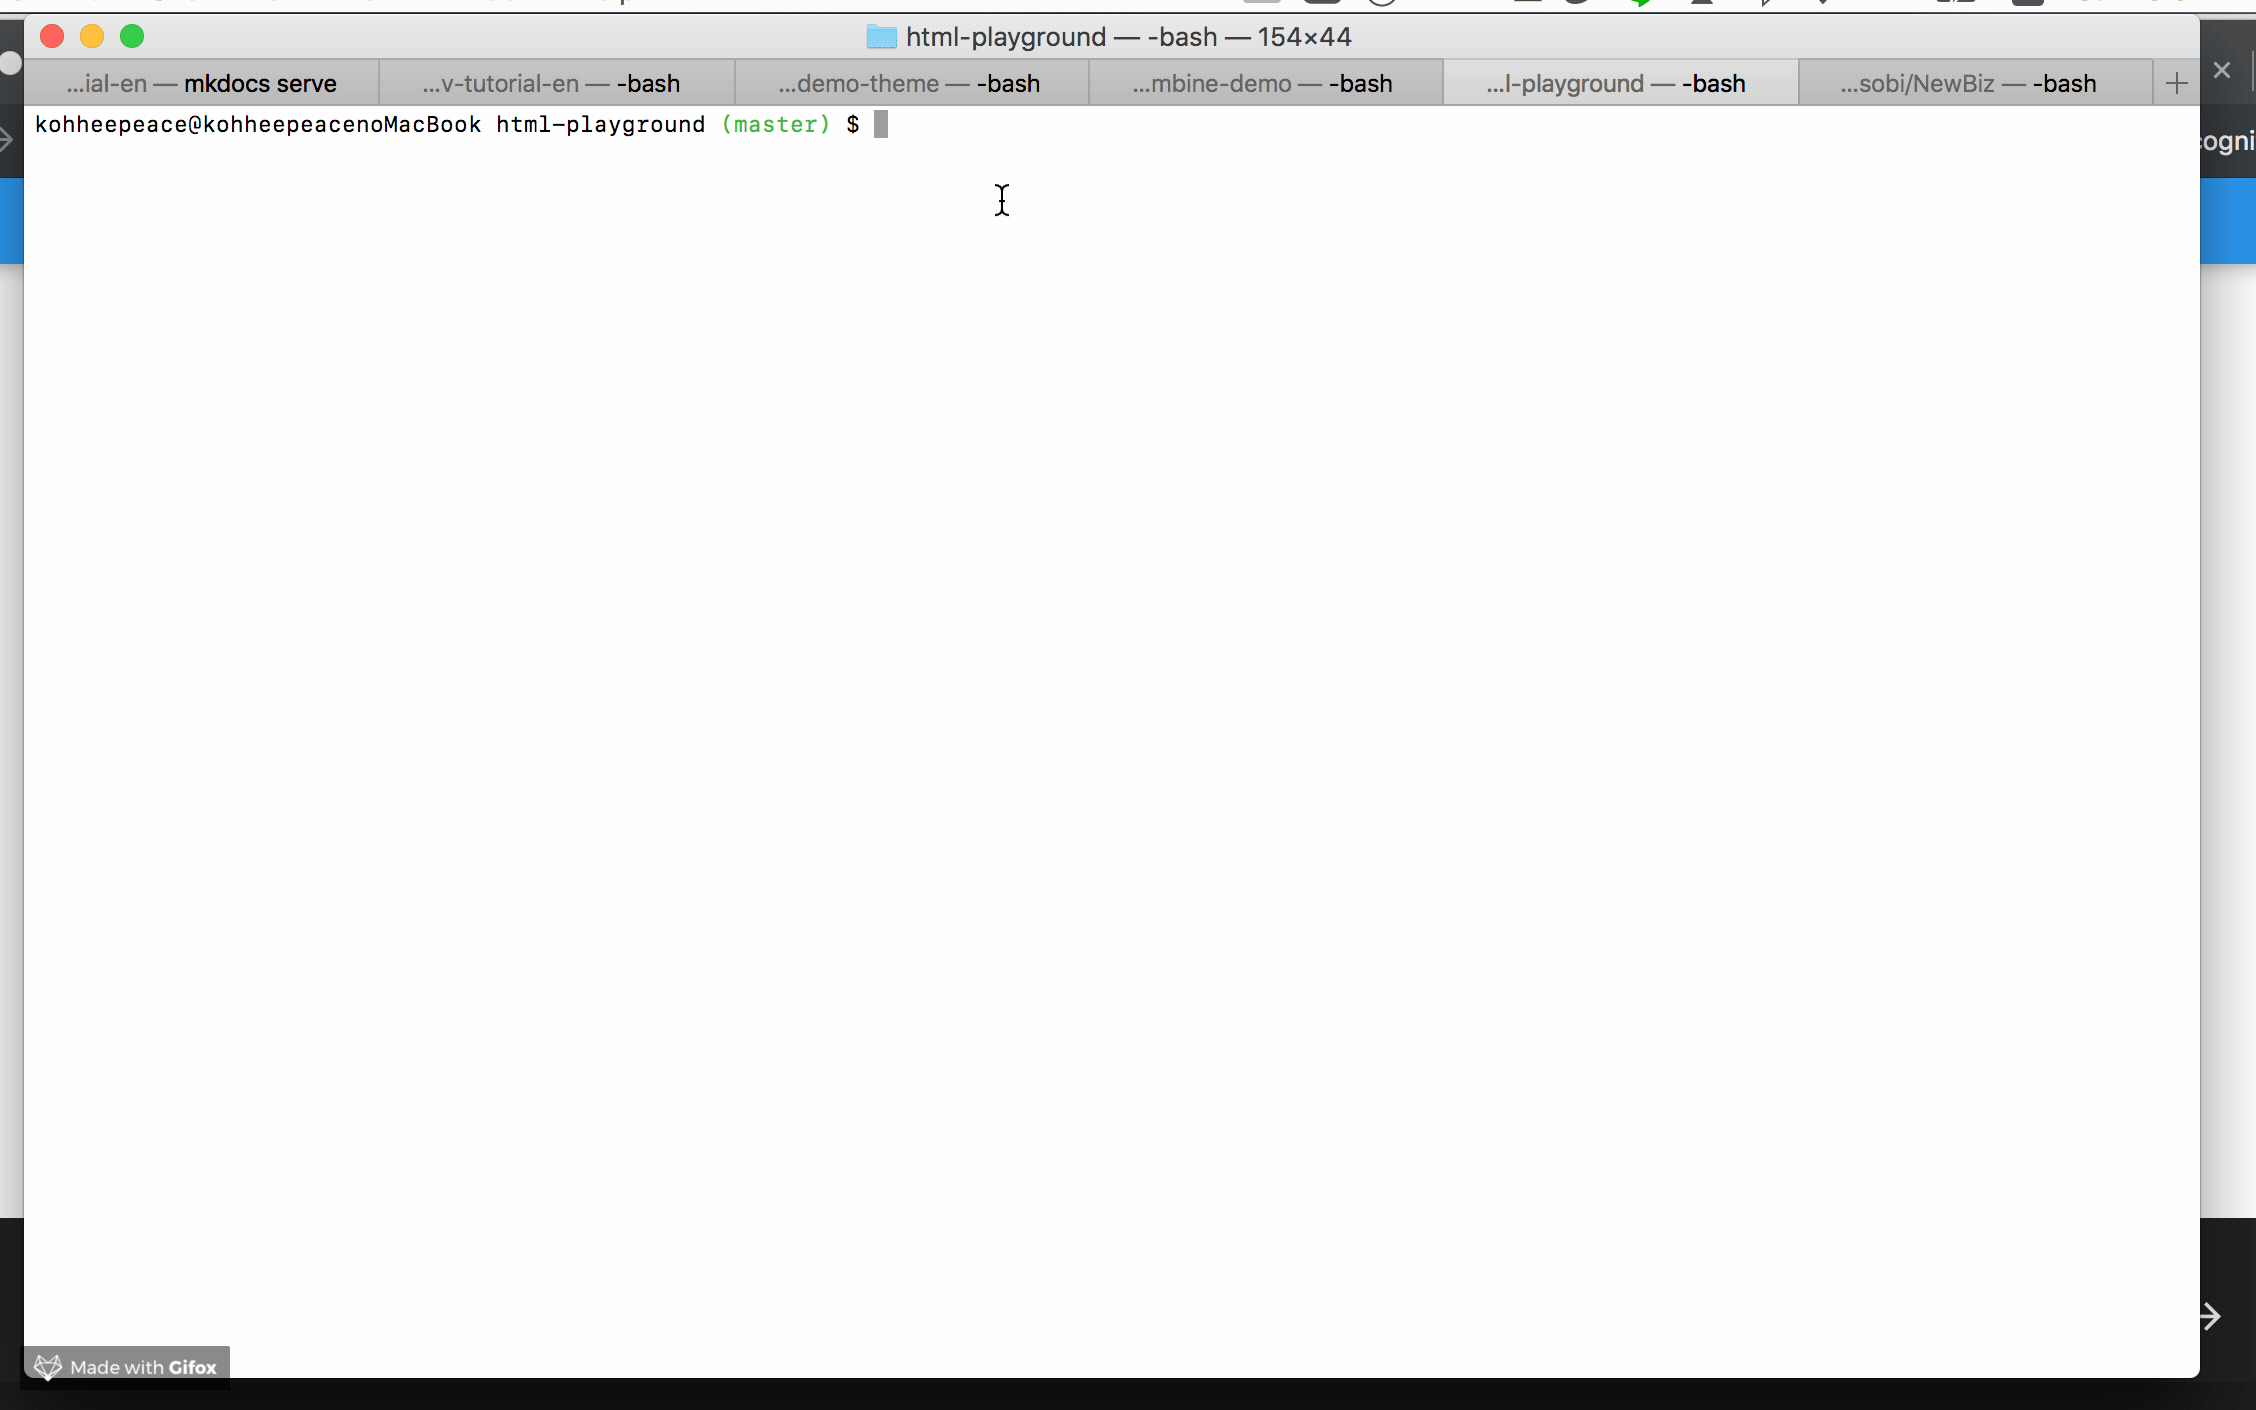 html-playground — -bash — 154×44
...ial-en — mkdocs serve
...v-tutorial-en — -bash
...demo-theme — -bash
...mbine-demo — -bash
...l-playground — -bash
...sobi/NewBiz — -bash
kohheepeace@kohheepeacenoMacBook html-playground (master) $
cogni
Made with Gifox